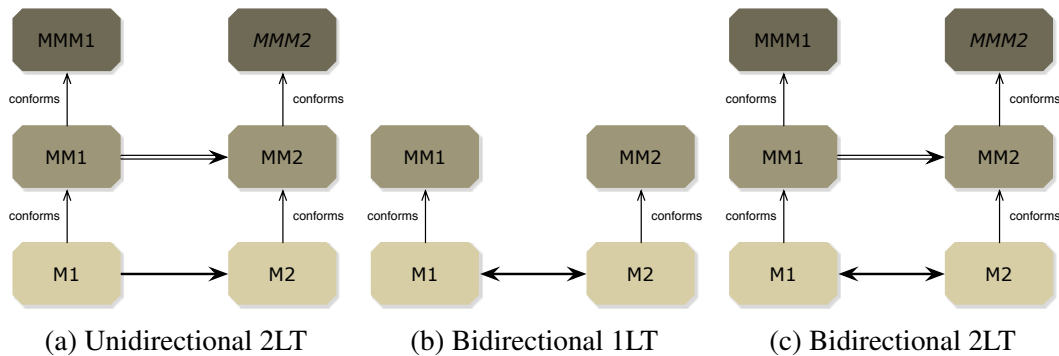 MMM1 MMM2 MMM1 MMM2
conforms conforms conforms conforms
MM1 MM2 MM1 MM2 MM1 MM2
conforms conforms conforms conforms conforms conforms
M1 M2 M1 M2 M1 M2
(a) Unidirectional 2LT (b) Bidirectional 1LT (c) Bidirectional 2LT